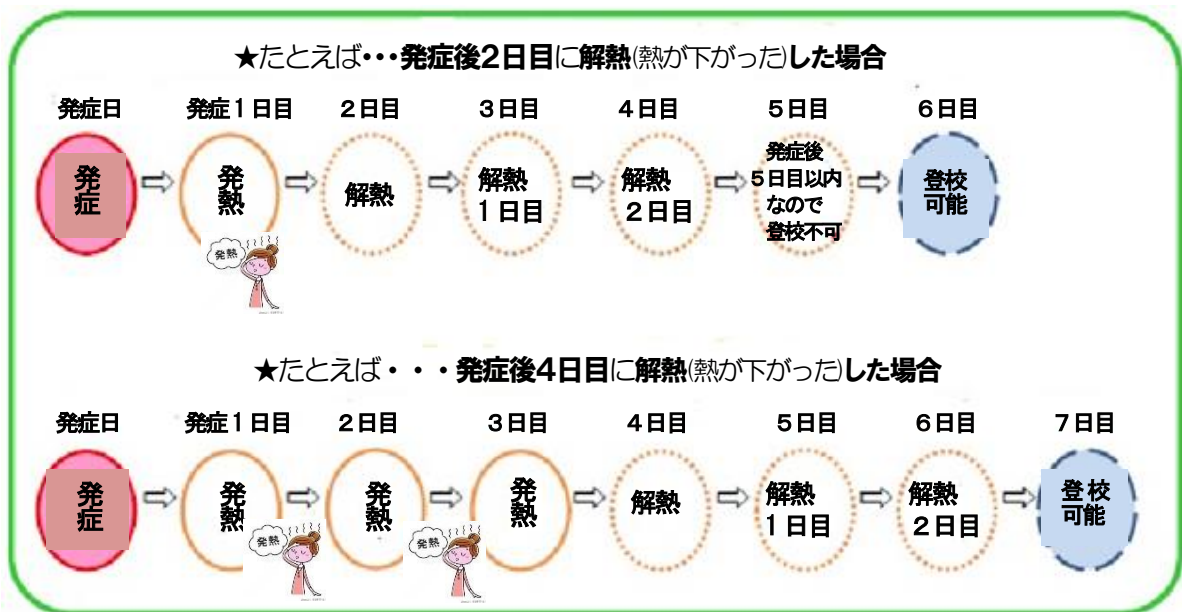 ★たとえば・・・発症後2日目に解熱(熱が下がった)した場合
発症日
発症1日目
2日目
3日目
4日目
5日目
6日目
発症
発熱
解熱
解熱
1日目
解熱
2日目
発症後
5日目以内
なので
登校不可
登校
可能
発熱
★たとえば・・・発症後4日目に解熱(熱が下がった)した場合
発症日
発症1日目
2日目
3日目
4日目
5日目
6日目
7日目
発症
発熱
発熱
発熱
解熱
解熱
1日目
解熱
2日目
登校
可能
発熱
発熱